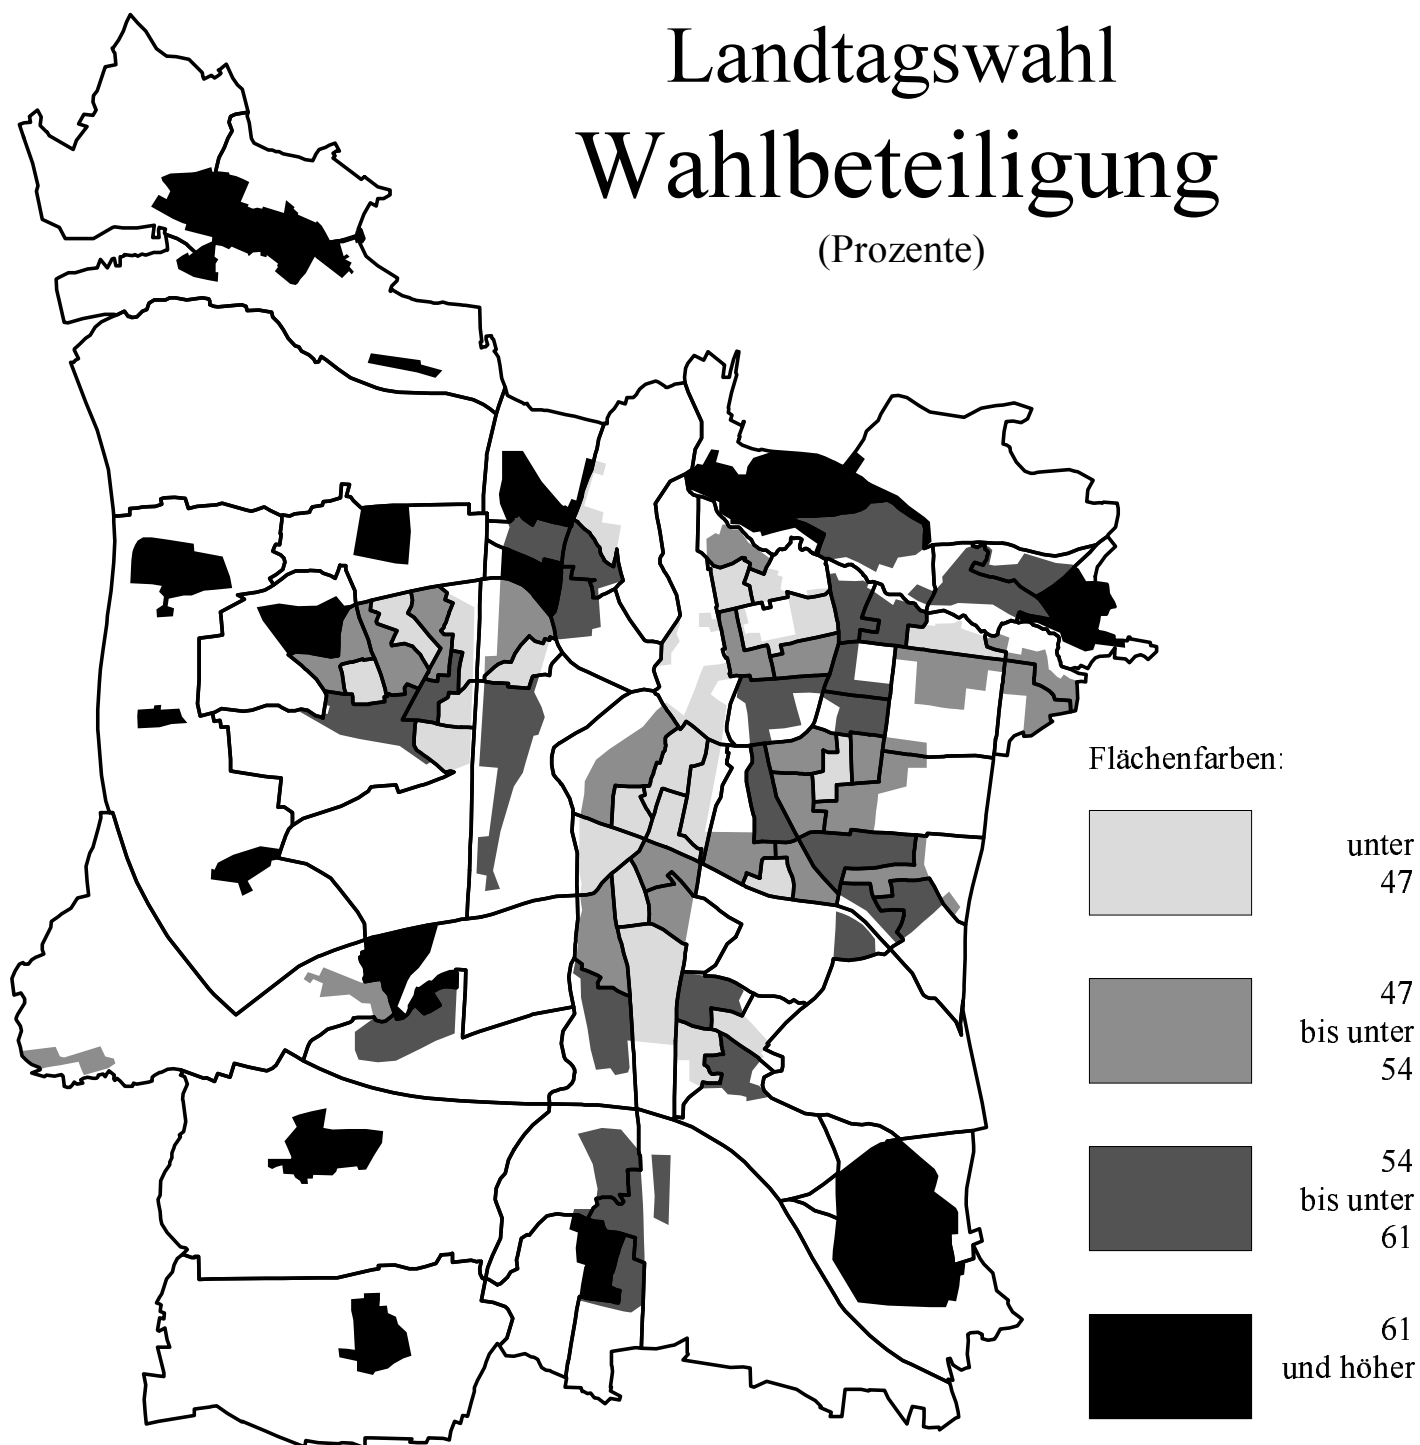 Landtagswahl
Wahlbeteiligung
(Prozente)
Flächenfarben:
unter
47
47
bis unter
54
54
bis unter
61
61
und höher